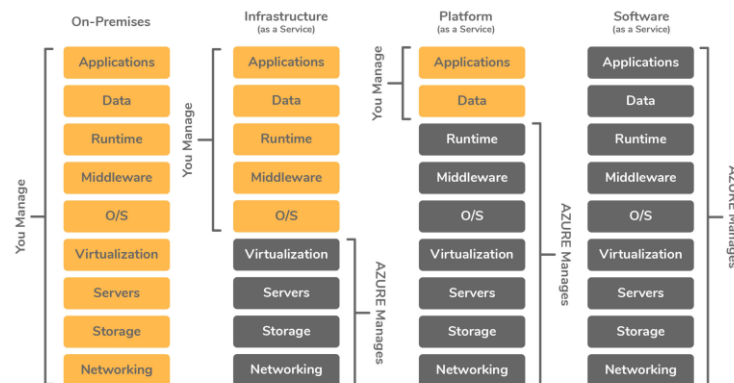 On-Premises
You Manage
Applications
Data
Runtime
Middleware
O/S
Virtualization
Servers
Storage
Networking
Infrastructure
(as a Service)
You Manage
Applications
Data
Runtime
Middleware
O/S
Virtualization
Servers
Storage
Networking
AZURE Manages
Platform
(as a Service)
You Manage
Applications
Data
Runtime
Middleware
O/S
Virtualization
Servers
Storage
Networking
AZURE Manages
Software
(as a Service)
Applications
Data
Runtime
Middleware
O/S
Virtualization
Servers
Storage
Networking
AZURE Manages